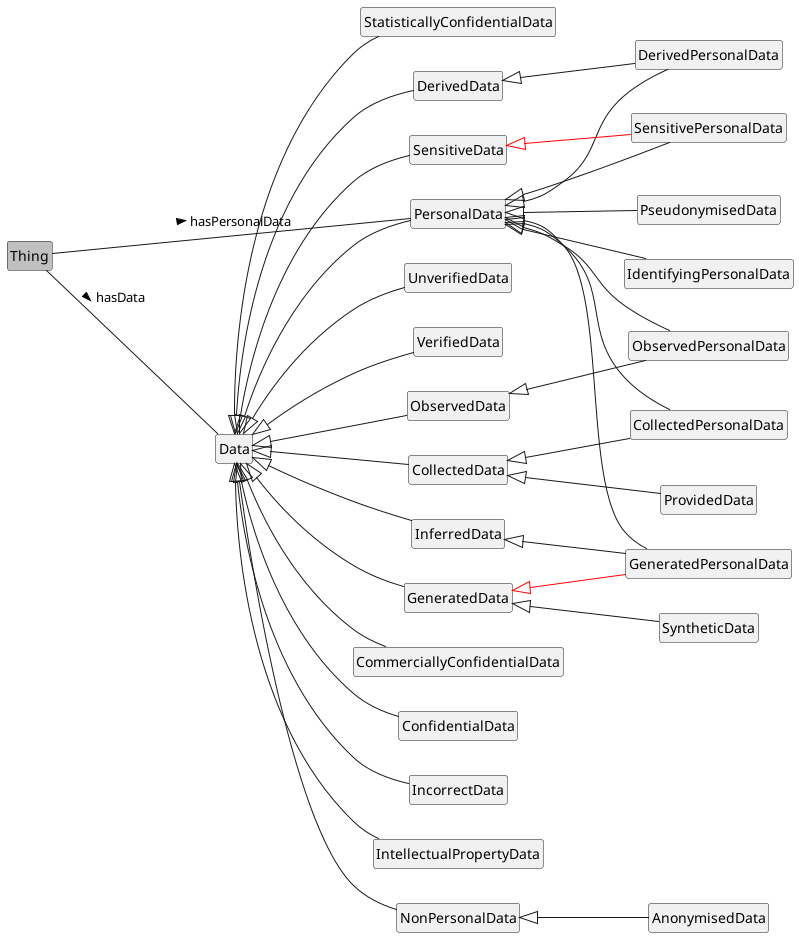 StatisticallyConfidentialData
DerivedPersonalData
DerivedData
SensitivePersonalData
SensitiveData
PseudonymisedData
PersonalData
> hasPersonalData
Thing
IdentifyingPersonalData
UnverifiedData
> hasData
VerifiedData
ObservedPersonalData
ObservedData
CollectedPersonalData
Data
CollectedData
ProvidedData
InferredData
GeneratedPersonalData
GeneratedData
SyntheticData
CommerciallyConfidentialData
ConfidentialData
IncorrectData
IntellectualPropertyData
NonPersonalData
AnonymisedData